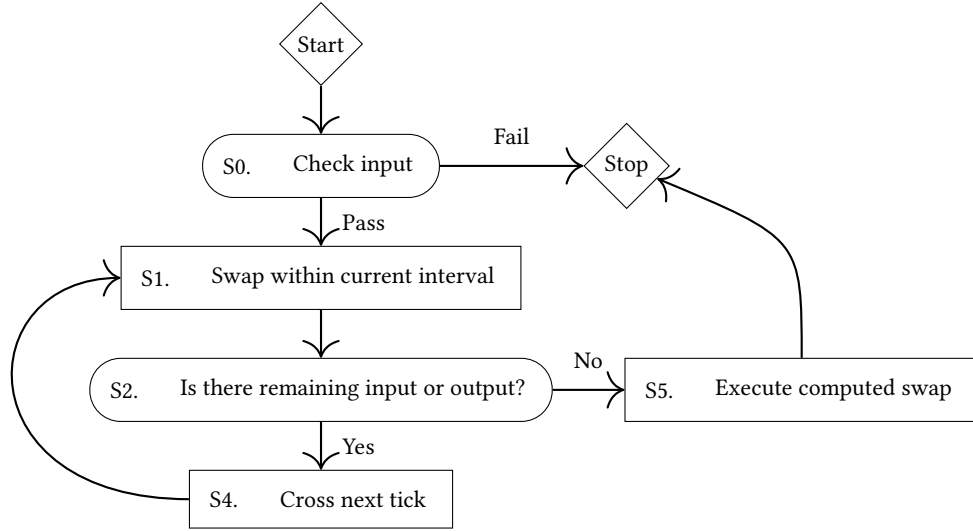 Start
S0. Check input
Fail
Stop
Pass
S1. Swap within current interval
S2. Is there remaining input or output?
No
S5. Execute computed swap
Yes
S4. Cross next tick